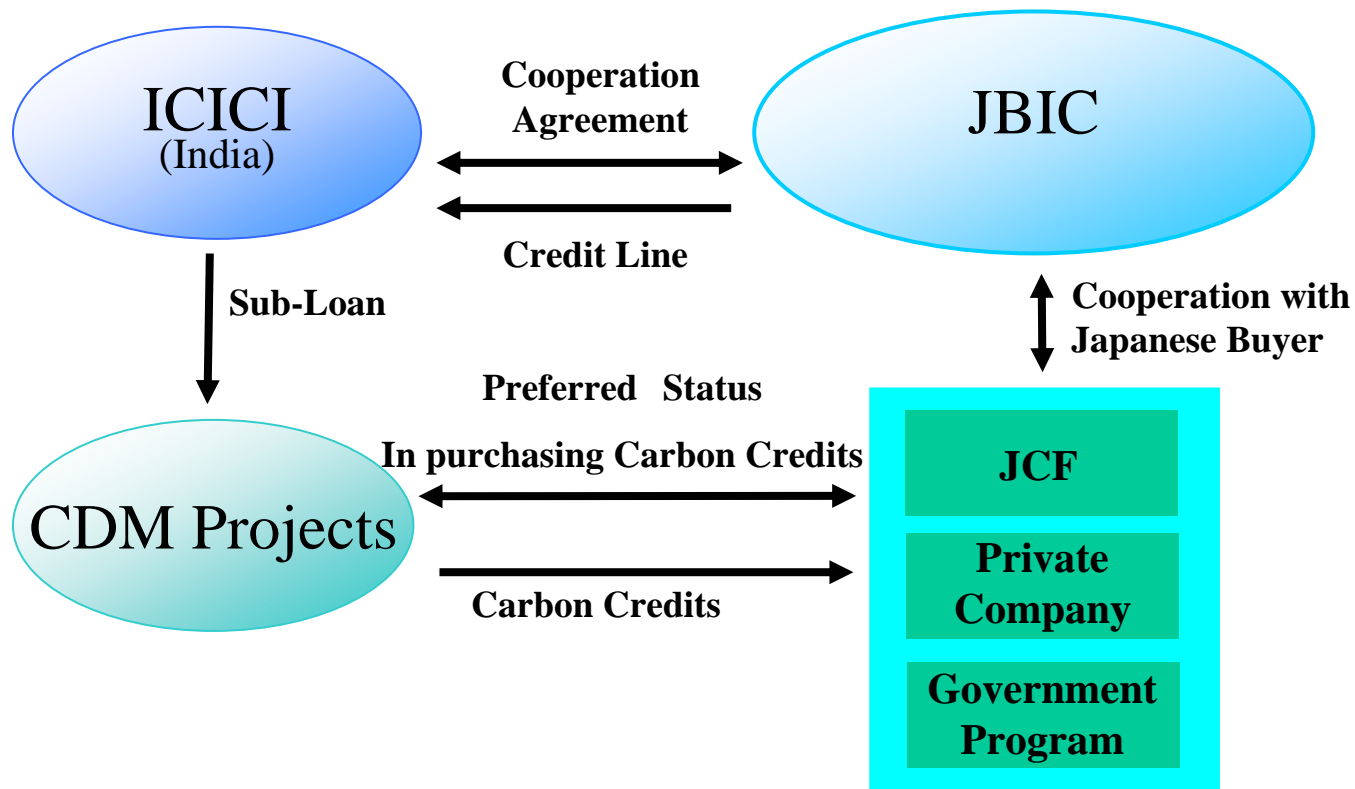 ICICI
(India)
Cooperation
Agreement
JBIC
Credit Line
Sub-Loan
Cooperation with
Japanese Buyer
Preferred Status
In purchasing Carbon Credits
CDM Projects
Carbon Credits
JCF
Private
Company
Government
Program